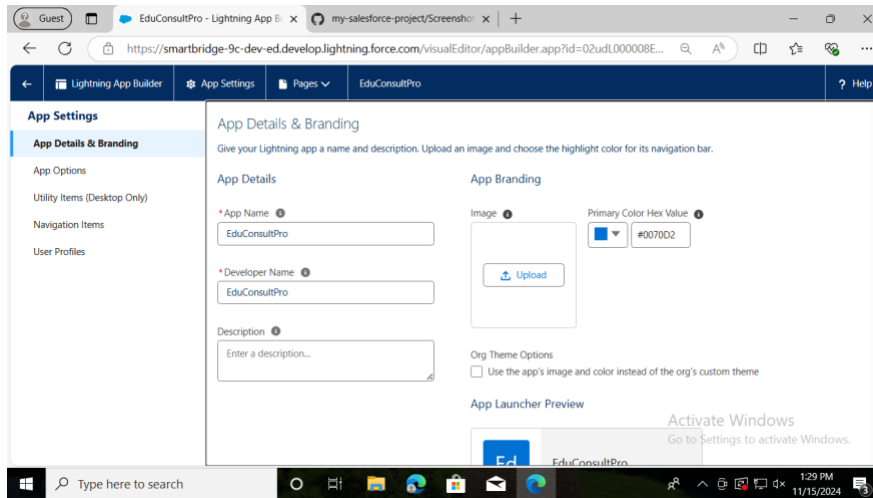 Guest
EduConsultPro - Lightning App B
my-salesforce-project/Screenshot
https://smartbridge-9c-dev-ed.develop.lightning.force.com/visualEditor/appBuilder.app?id=02udL000008E...
Lightning App Builder
App Settings
Pages
EduConsultPro
? Help
App Settings
App Details & Branding
App Options
Utility Items (Desktop Only)
Navigation Items
User Profiles
App Details & Branding
Give your Lightning app a name and description. Upload an image and choose the highlight color for its navigation bar.
App Details
*App Name
EduConsultPro
*Developer Name
EduConsultPro
Description
Enter a description...
App Branding
Image
Primary Color Hex Value
#0070D2
Upload
Org Theme Options
Use the app's image and color instead of the org's custom theme
App Launcher Preview
Ed
EduConsultPro
Activate Windows
Go to Settings to activate Windows.
Type here to search
1:29 PM
11/15/2024
3